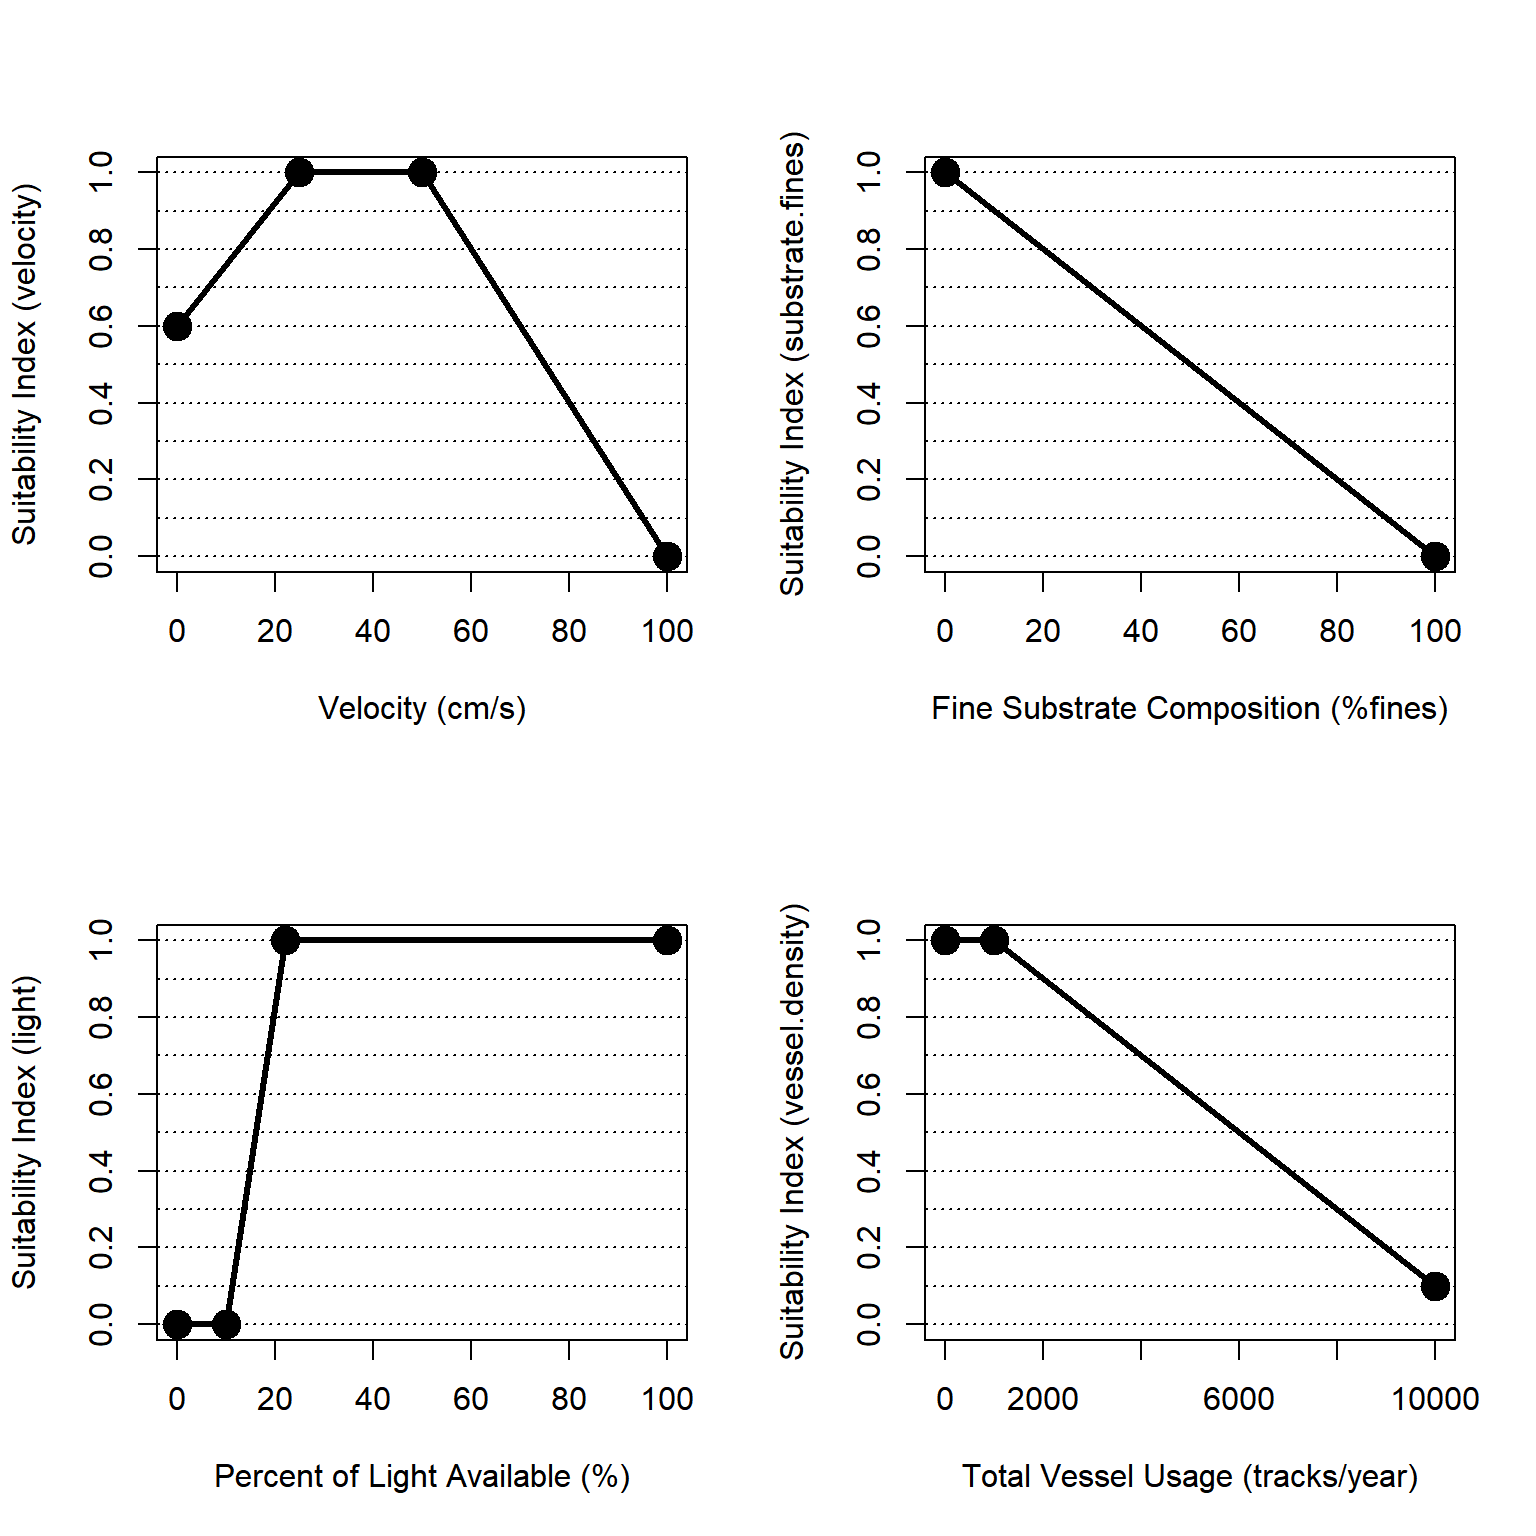 Suitability Index (velocity)
1.0
0.8
0.6
0.4
0.2
0.0
0 20 40 60 80 100
Velocity (cm/s)
Suitability Index (substrate.fines)
1.0
0.8
0.6
0.4
0.2
0.0
0 20 40 60 80 100
Fine Substrate Composition (%fines)
Suitability Index (light)
1.0
0.8
0.6
0.4
0.2
0.0
0 20 40 60 80 100
Percent of Light Available (%)
Suitability Index (vessel.density)
1.0
0.8
0.6
0.4
0.2
0.0
0 2000 6000 10000
Total Vessel Usage (tracks/year)